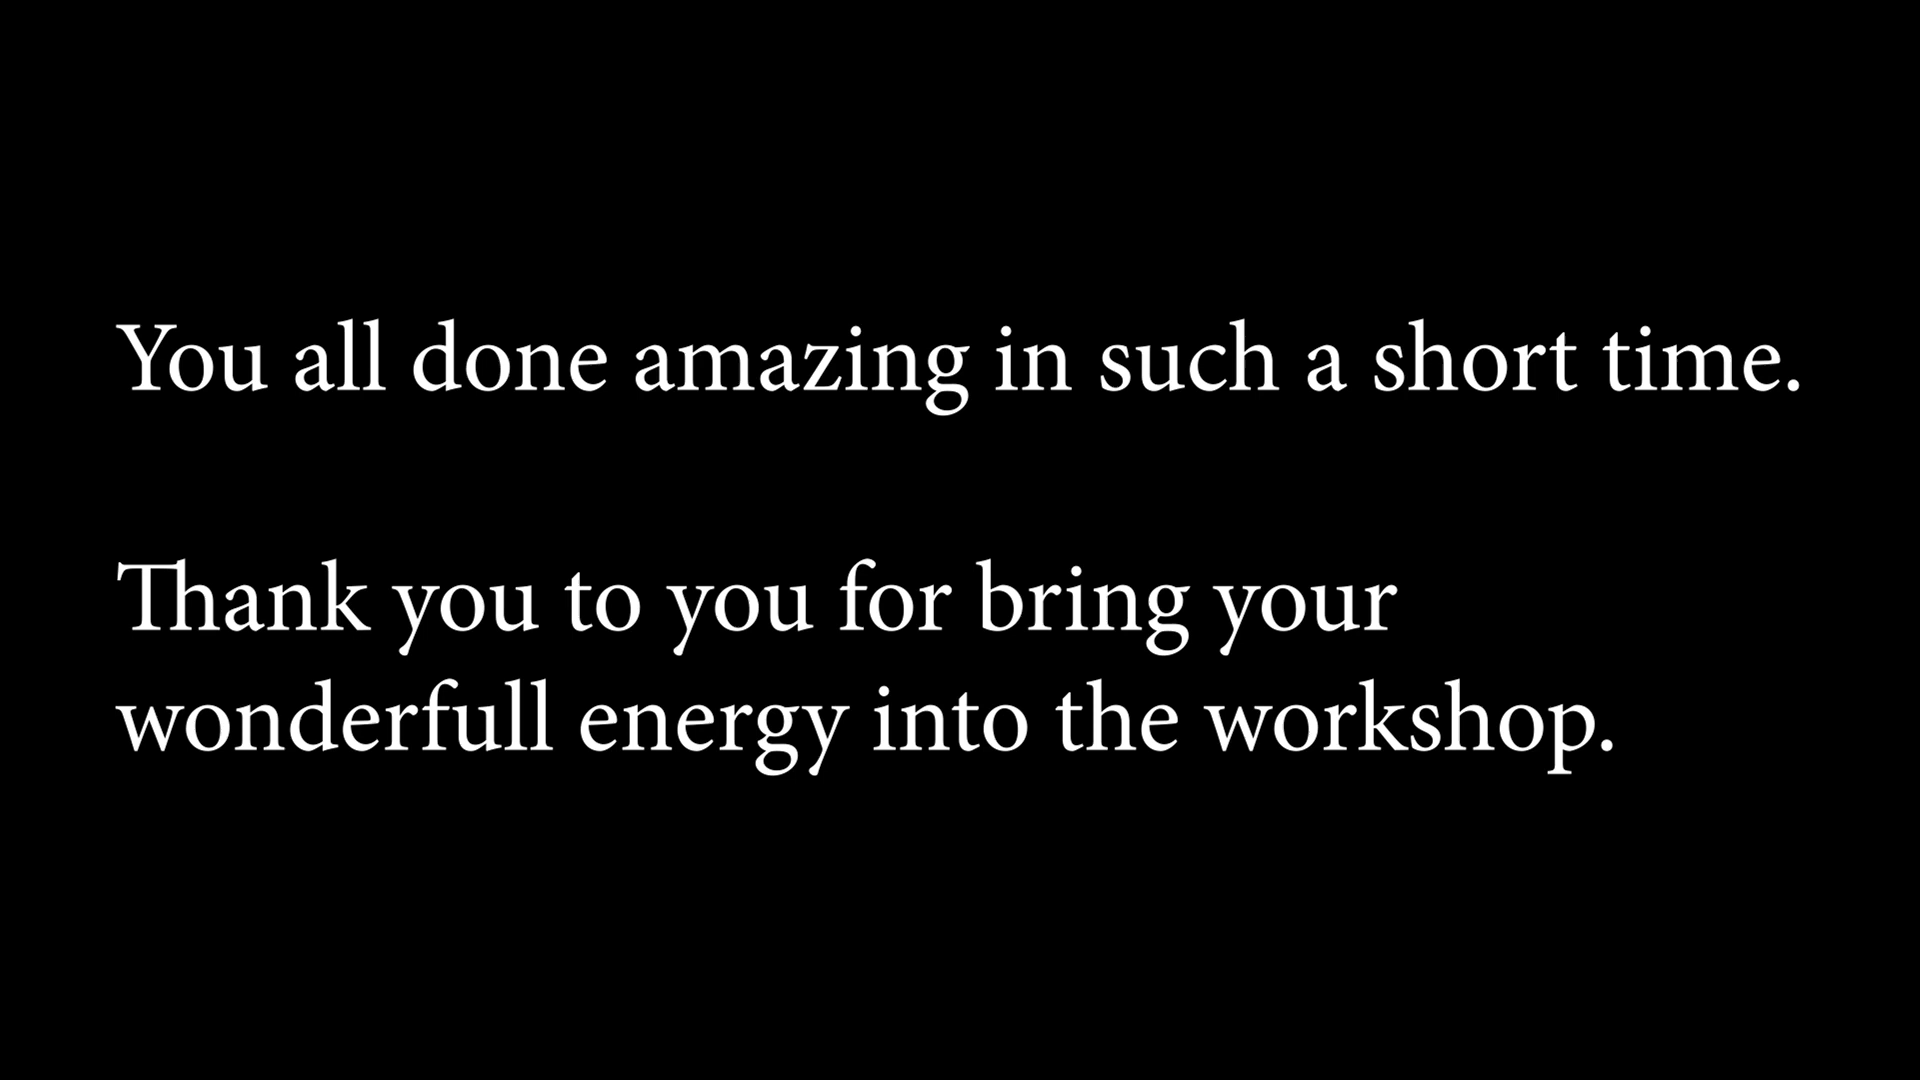 You all done amazing in such a short time.
Thank you to you for bring your
wonderfull energy into the workshop.